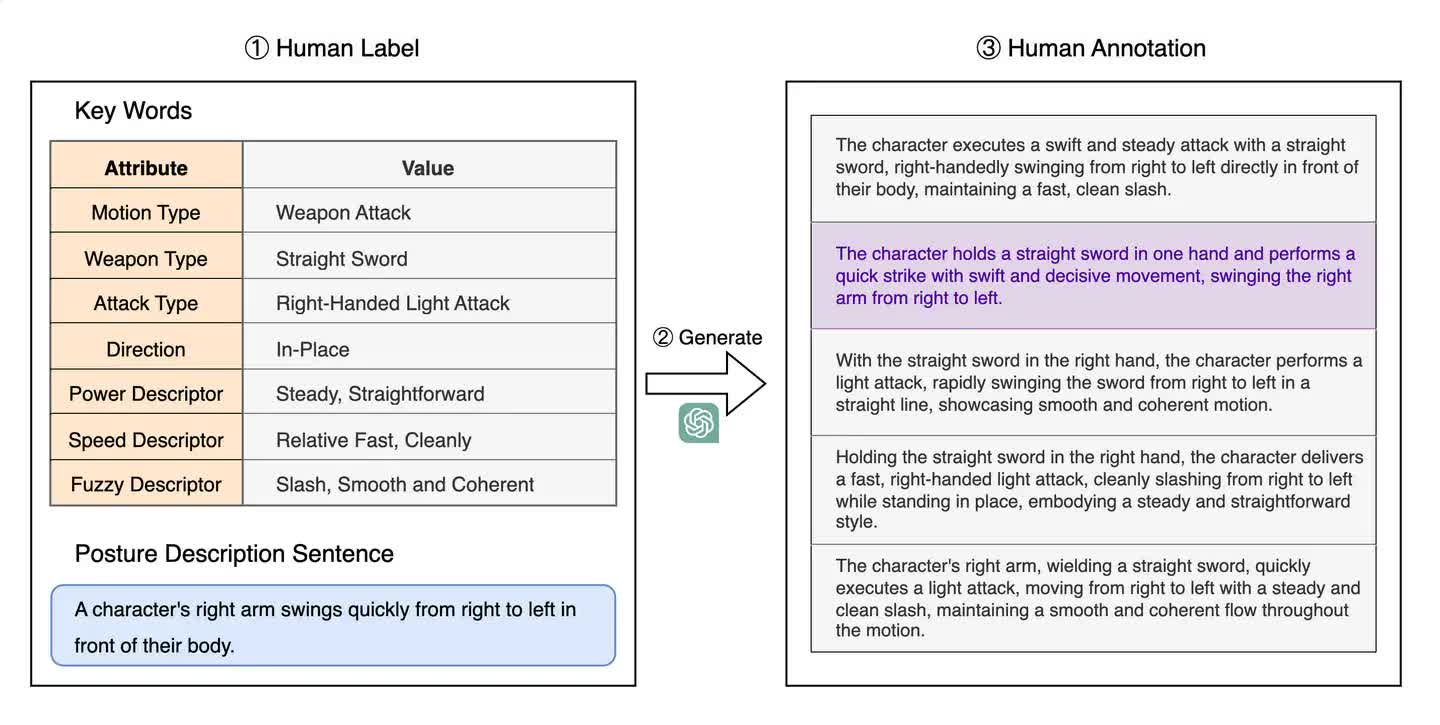 ① Human Label
Key Words
Attribute Value
Motion Type Weapon Attack
Weapon Type Straight Sword
Attack Type Right-Handed Light Attack
Direction In-Place
Power Descriptor Steady, Straightforward
Speed Descriptor Relative Fast, Cleanly
Fuzzy Descriptor Slash, Smooth and Coherent
Posture Description Sentence
A character's right arm swings quickly from right to left in
front of their body.
② Generate
③ Human Annotation
The character executes a swift and steady attack with a straight
sword, right-handedly swinging from right to left directly in front of
their body, maintaining a fast, clean slash.
The character holds a straight sword in one hand and performs a
quick strike with swift and decisive movement, swinging the right
arm from right to left.
With the straight sword in the right hand, the character performs a
light attack, rapidly swinging the sword from right to left in a
straight line, showcasing smooth and coherent motion.
Holding the straight sword in the right hand, the character delivers
a fast, right-handed light attack, cleanly slashing from right to left
while standing in place, embodying a steady and straightforward
style.
The character's right arm, wielding a straight sword, quickly
executes a light attack, moving from right to left with a steady and
clean slash, maintaining a smooth and coherent flow throughout
the motion.